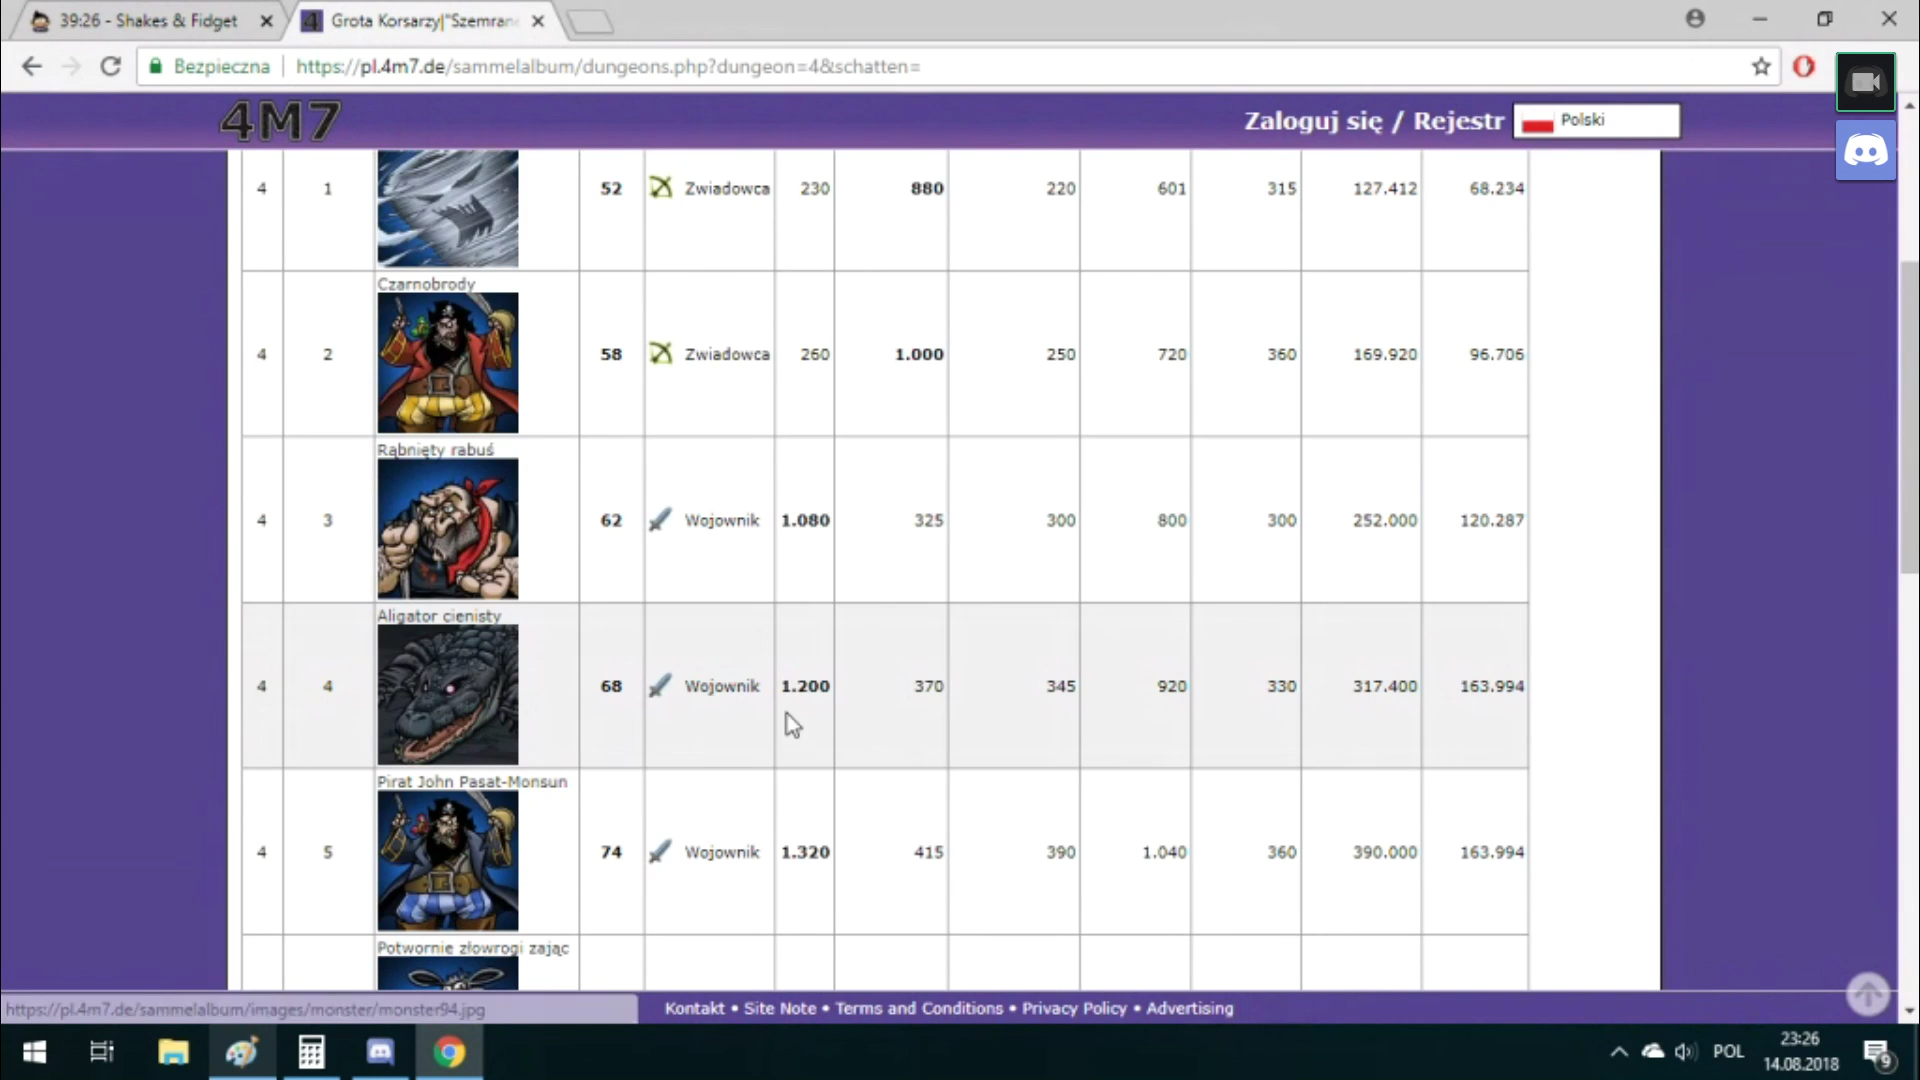 39:26 - Shakes & Fidget
Grota Korsarzy|"Szemran
Bezpieczna
https://pl.4m7.de/sammelalbum/dungeons.php?dungeon=4&schatten=
4M7
Zaloguj się / Rejestr
Polski
4 1 52 Zwiadowca 230 880 220 601 315 127.412 68.234
Czarnobrody
4 2 58 Zwiadowca 260 1.000 250 720 360 169.920 96.706
Rąbnięty rabuś
4 3 62 Wojownik 1.080 325 300 800 300 252.000 120.287
Aligator cienisty
4 4 68 Wojownik 1.200 370 345 920 330 317.400 163.994
Pirat John Pasat-Monsun
4 5 74 Wojownik 1.320 415 390 1.040 360 390.000 163.994
Potwornie złowrogi zając
https://pl.4m7.de/sammelalbum/images/monster/monster94.jpg
Kontakt • Site Note • Terms and Conditions • Privacy Policy • Advertising
POL
23:26
14.08.2018
9